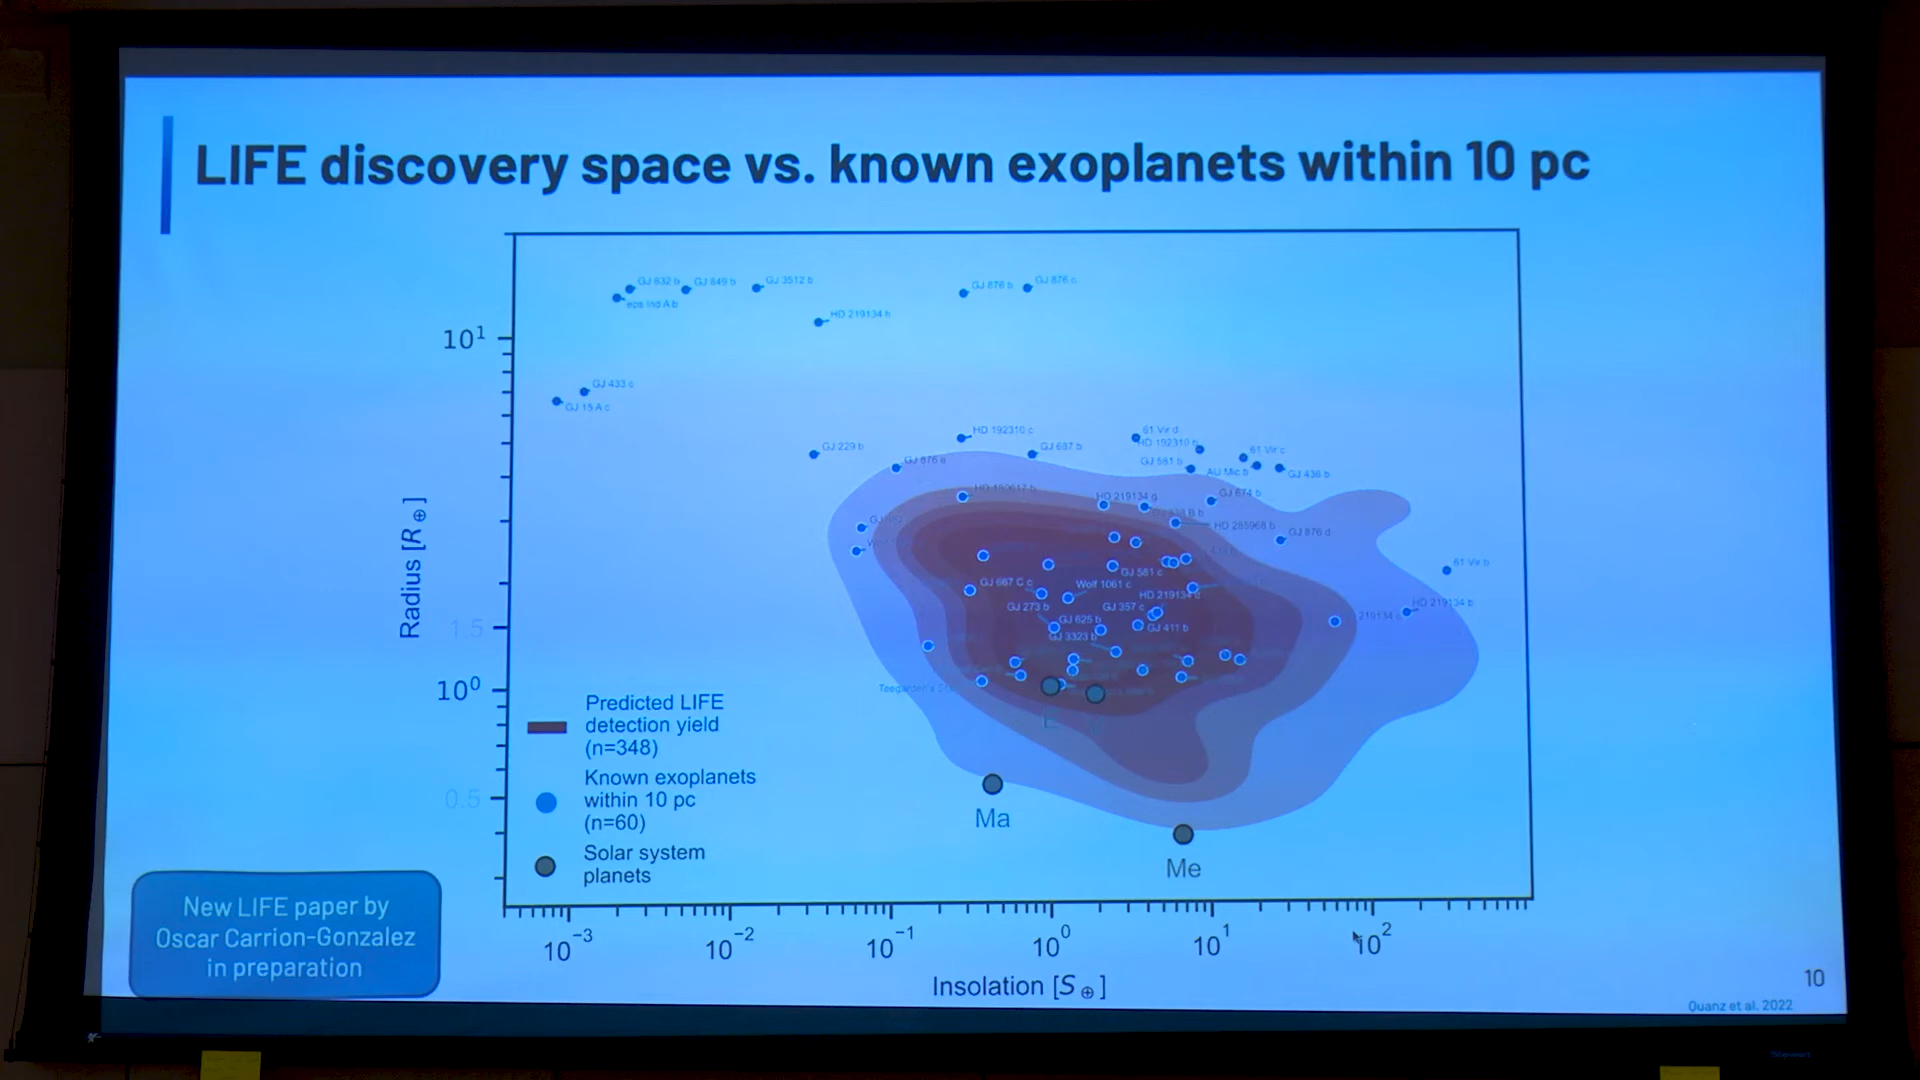 LIFE discovery space vs. known exoplanets within 10 pc
GJ 832 b
GJ 849 b
GJ 3512 b
GJ 876 b
GJ 876 c
eps Ind A b
HD 219134 h
10¹
GJ 433 c
GJ 15 A c
HD 192310 c
61 Vir d
HD 192310 b
GJ 229 b
GJ 687 b
61 Vir c
GJ 876 e
GJ 581 b
AU Mic b
GJ 436 b
HD 180617 b
HD 219134 g
GJ 674 b
HD 285968 b
GJ 876 d
GJ 581 c
61 Vir b
GJ 667 C c
Wolf 1061 c
HD 219134
HD 219134 b
GJ 273 b
GJ 357 c
219134 c
GJ 625 b
GJ 411 b
GJ 3323 b
1.5
Radius [R⊕]
10⁰
Teegarden's
Predicted LIFE
detection yield
(n=348)
Known exoplanets
within 10 pc
(n=60)
0.5
Ma
Me
Solar system
planets
10⁻³
10⁻²
10⁻¹
10⁰
10¹
10²
Insolation [S⊕]
New LIFE paper by
Oscar Carrion-Gonzalez
in preparation
10
Quanz et al. 2022
Stewart